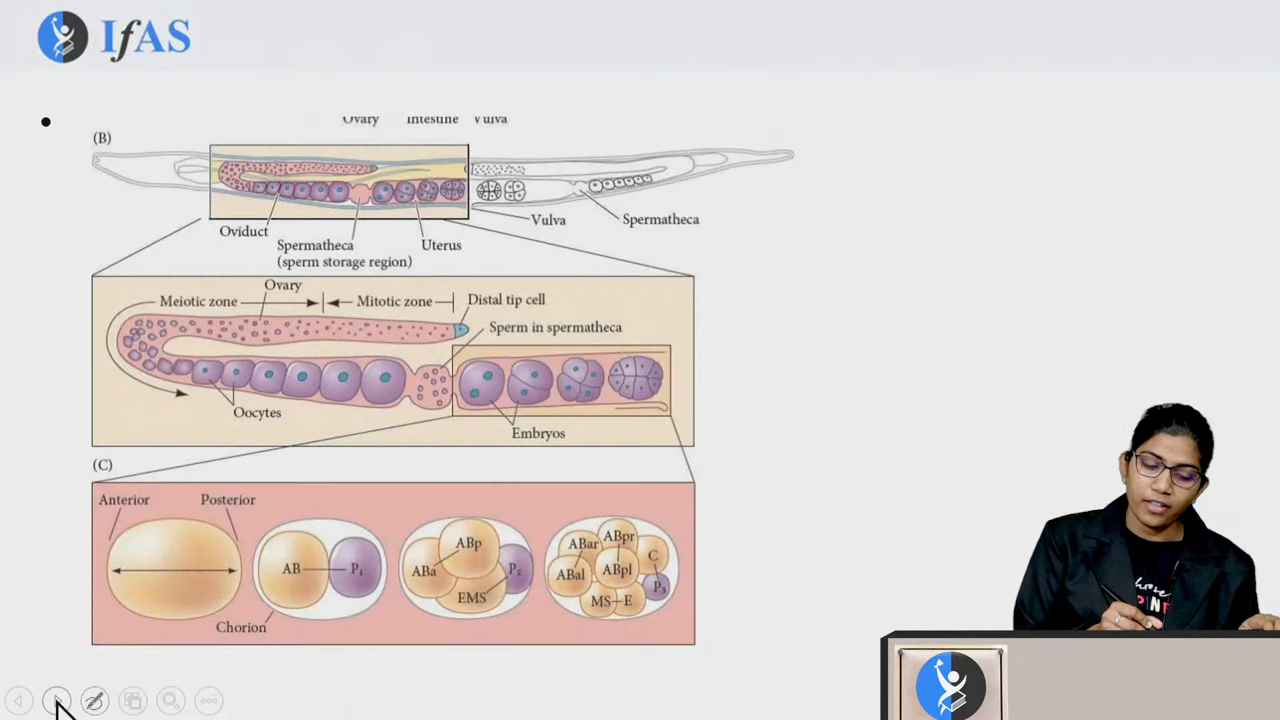 IfAS
Ovary Intestine Vulva
(B)
Vulva Spermatheca
Oviduct
Spermatheca
(sperm storage region)
Uterus
Ovary
Meiotic zone Mitotic zone Distal tip cell
Sperm in spermatheca
Oocytes
Embryos
(C)
Anterior Posterior
AB P₁
ABa ABp P₂ EMS
ABar ABpr
ABal ABpl C
P₃
MS E
Chorion